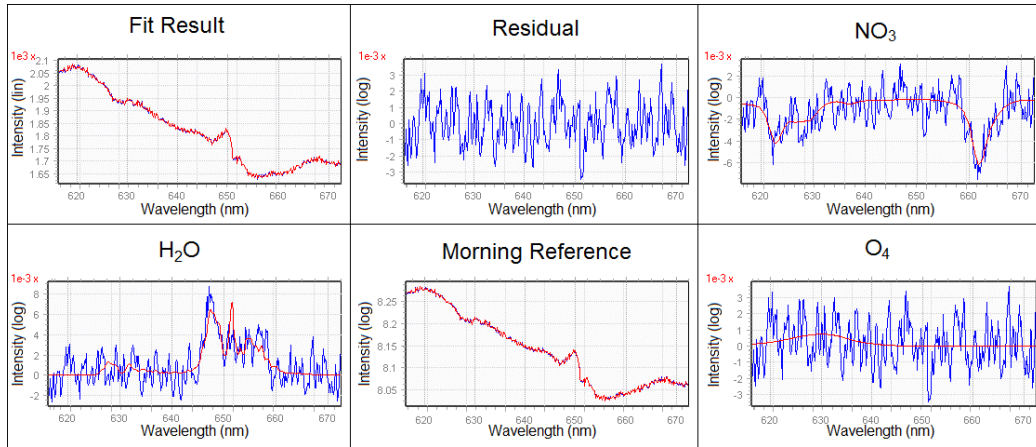 Fit Result
1e-3 x
Intensity (lin)
2.1
2.05
2
1.95
1.9
1.85
1.8
1.75
1.7
1.65
620 630 640 650 660 670
Wavelength (nm)
Residual
1e-3 x
Intensity (log)
3
2
1
0
-1
-2
-3
620 630 640 650 660 670
Wavelength (nm)
NO₃
1e-3 x
Intensity (log)
2
0
-2
-4
-6
620 630 640 650 660 670
Wavelength (nm)
H₂O
1e-3 x
Intensity (log)
8
6
4
2
0
-2
620 630 640 650 660 670
Wavelength (nm)
Morning Reference
Intensity (log)
8.25
8.2
8.15
8.1
8.05
620 630 640 650 660 670
Wavelength (nm)
O₄
1e-3 x
Intensity (log)
3
2
1
0
-1
-2
-3
620 630 640 650 660 670
Wavelength (nm)